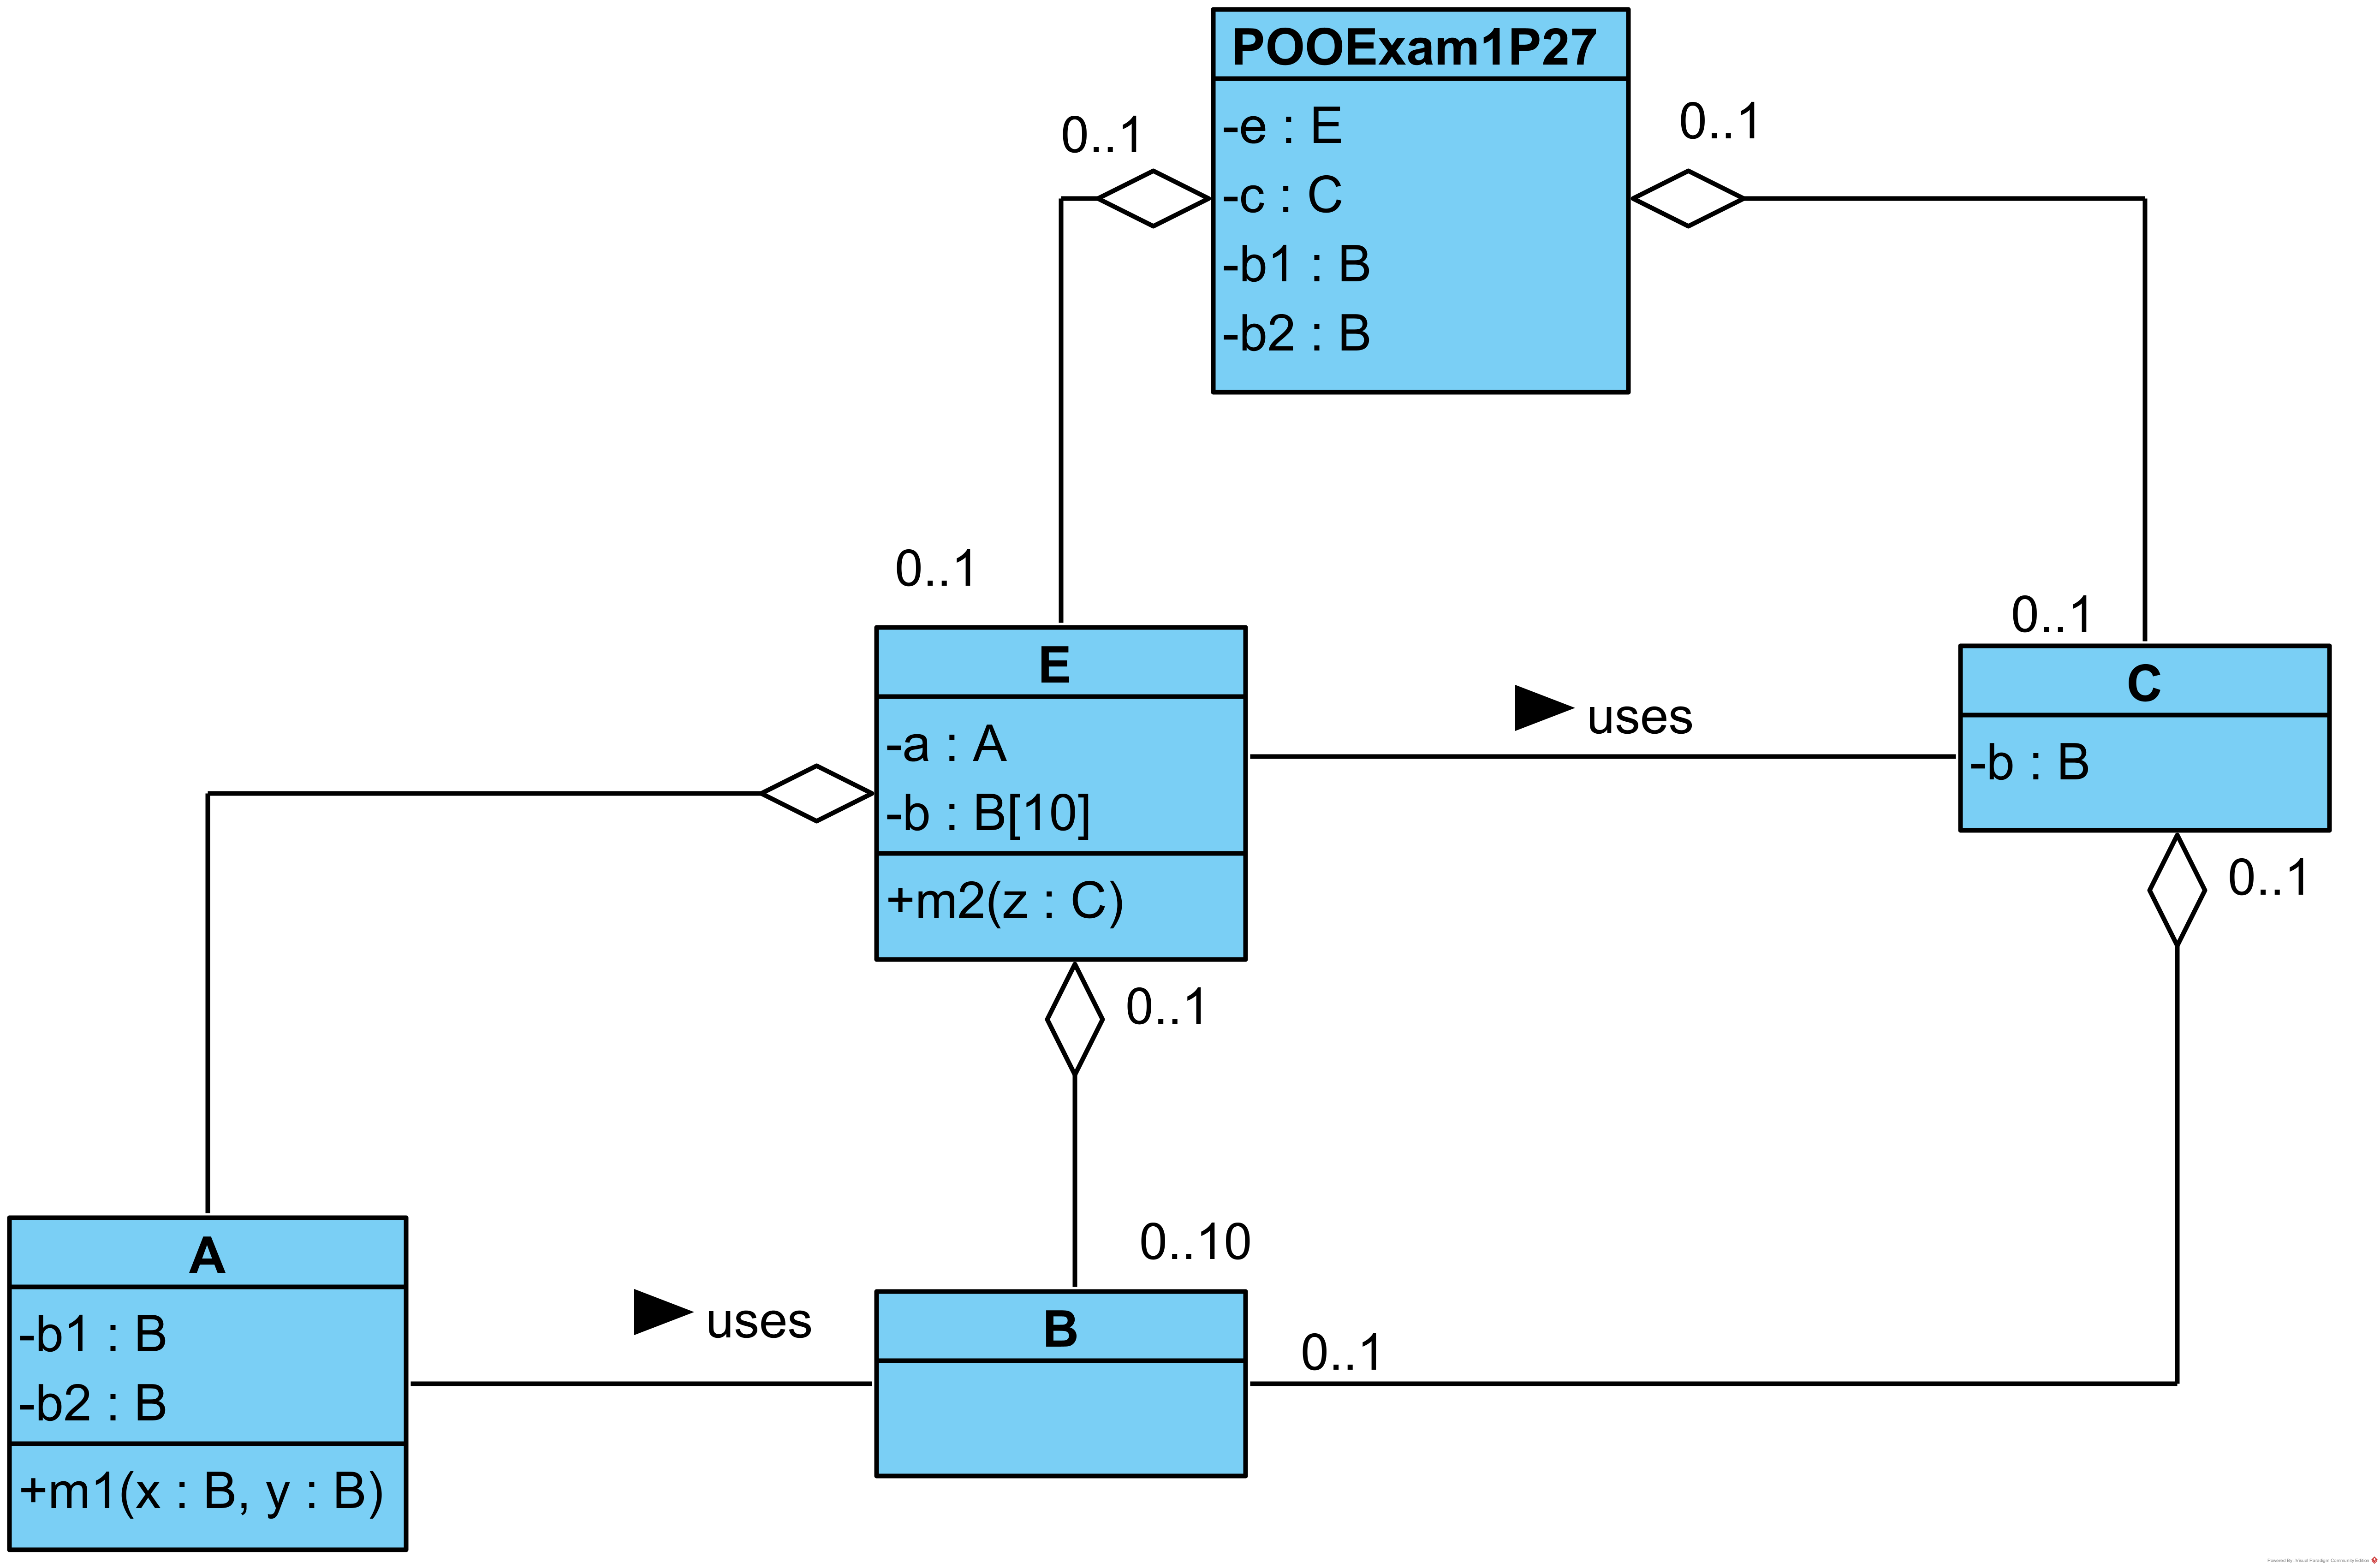 POOExam1P27
-e : E
-c : C
-b1 : B
-b2 : B
0..1
0..1
0..1
0..1
E
-a : A
-b : B[10]
+m2(z : C)
uses
C
-b : B
0..1
0..1
0..10
A
-b1 : B
-b2 : B
+m1(x : B, y : B)
uses
B
0..1
Powered By: Visual Paradigm Community Edition